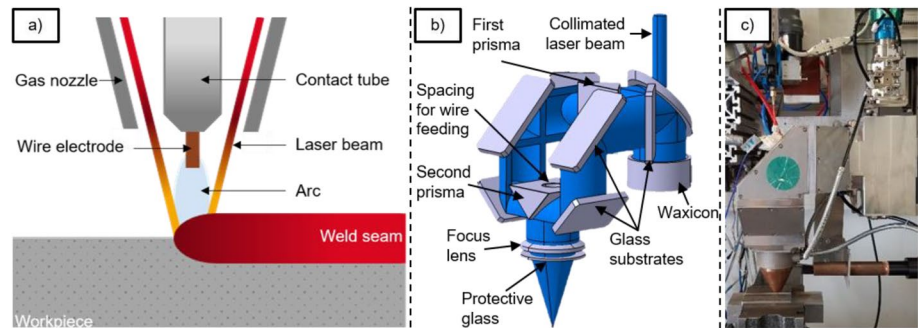 a)
Gas nozzle
Contact tube
Wire electrode
Laser beam
Arc
Weld seam
Workpiece
b)
First
prisma
Collimated
laser beam
Spacing
for wire
feeding
Second
prisma
Waxicon
Focus
lens
Glass
substrates
Protective
glass
c)